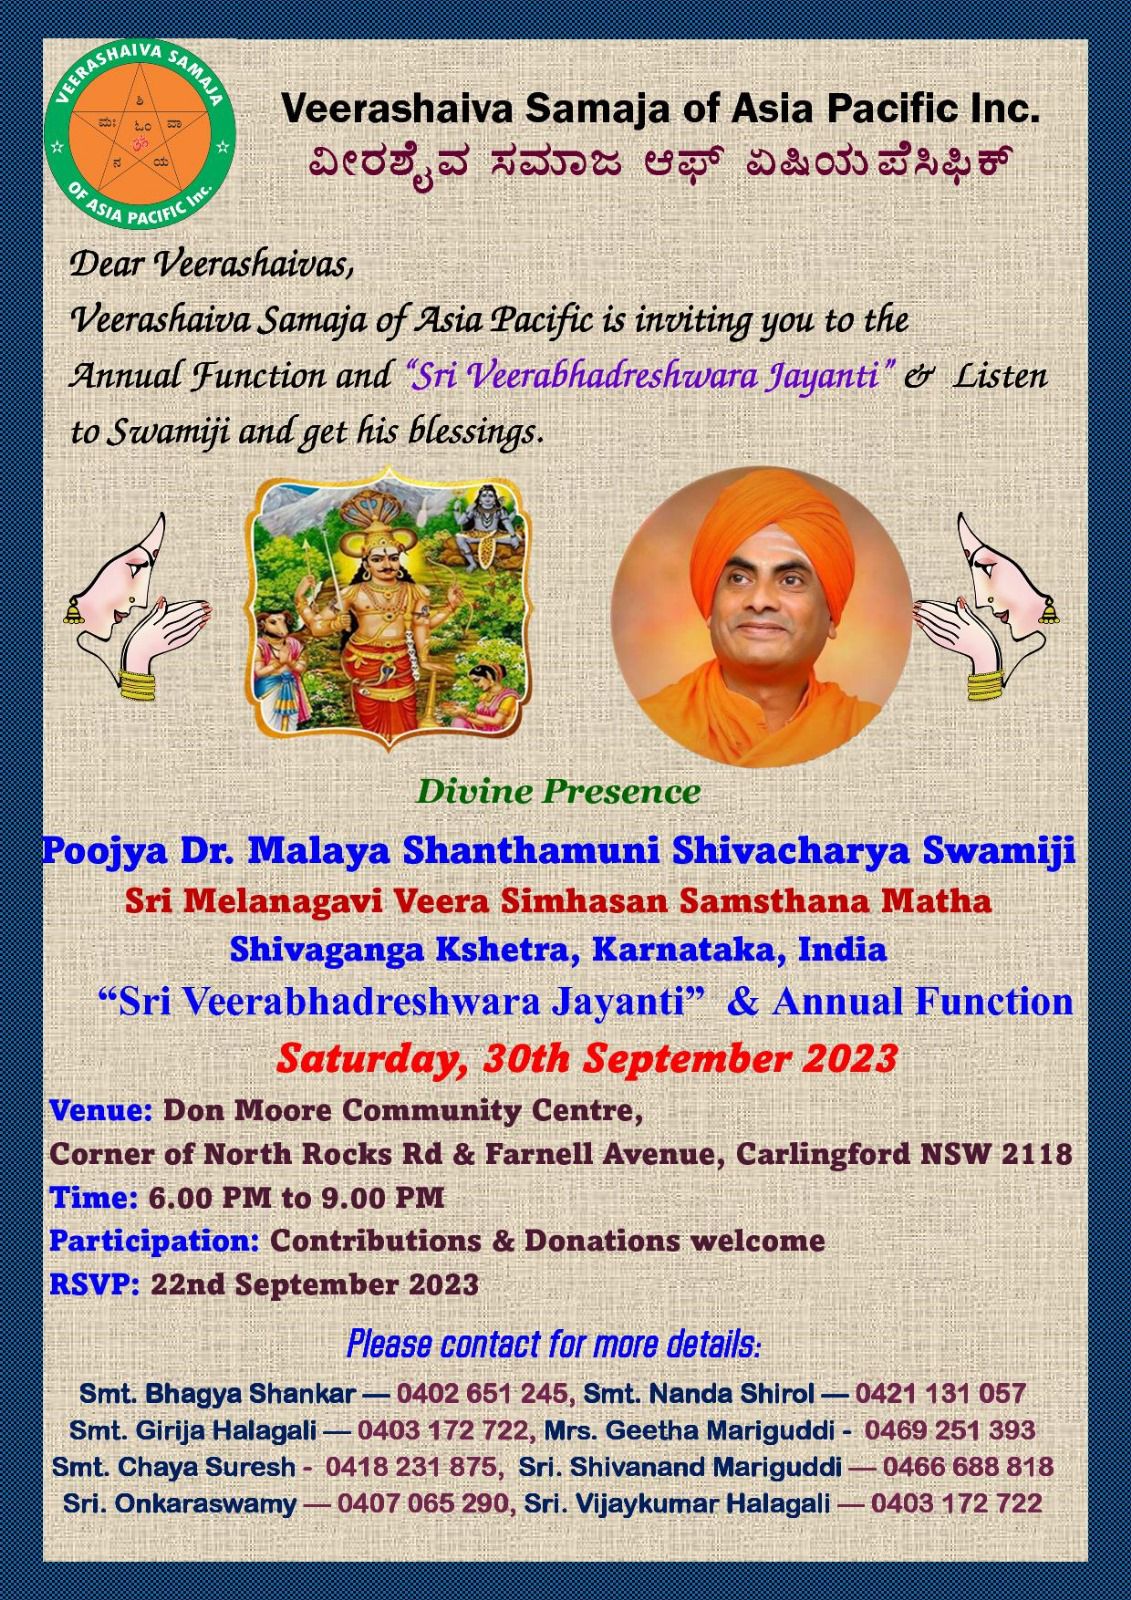 VEERASHAIVA SAMAJA
OF ASIA PACIFIC Inc.
ಶಿ
ಮಃ ಓಂ ವಾ
ॐ
ನ ಯ
Veerashaiva Samaja of Asia Pacific Inc.
ವೀರಶೈವ ಸಮಾಜ ಆಫ್ ಏಷಿಯ ಪೆಸಿಫಿಕ್
Dear Veerashaivas,
Veerashaiva Samaja of Asia Pacific is inviting you to the
Annual Function and “Sri Veerabhadreshwara Jayanti” & Listen
to Swamiji and get his blessings.
Divine Presence
Poojya Dr. Malaya Shanthamuni Shivacharya Swamiji
Sri Melanagavi Veera Simhasan Samsthana Matha
Shivaganga Kshetra, Karnataka, India
“Sri Veerabhadreshwara Jayanti” & Annual Function
Saturday, 30th September 2023
Venue: Don Moore Community Centre,
Corner of North Rocks Rd & Farnell Avenue, Carlingford NSW 2118
Time: 6.00 PM to 9.00 PM
Participation: Contributions & Donations welcome
RSVP: 22nd September 2023
Please contact for more details:
Smt. Bhagya Shankar — 0402 651 245, Smt. Nanda Shirol — 0421 131 057
Smt. Girija Halagali — 0403 172 722, Mrs. Geetha Mariguddi - 0469 251 393
Smt. Chaya Suresh - 0418 231 875, Sri. Shivanand Mariguddi — 0466 688 818
Sri. Onkaraswamy — 0407 065 290, Sri. Vijaykumar Halagali — 0403 172 722